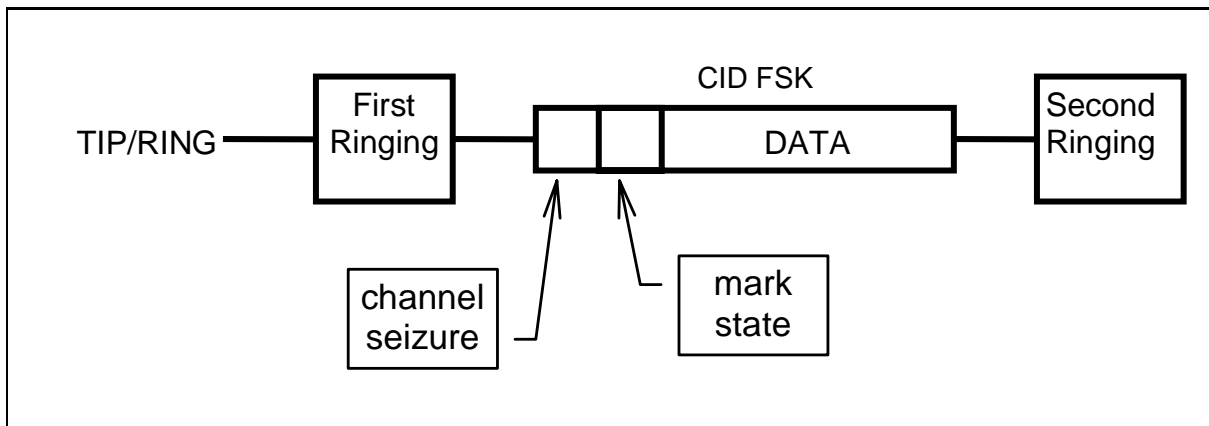 CID FSK
TIP/RING
First
Ringing
DATA
Second
Ringing
channel
seizure
mark
state